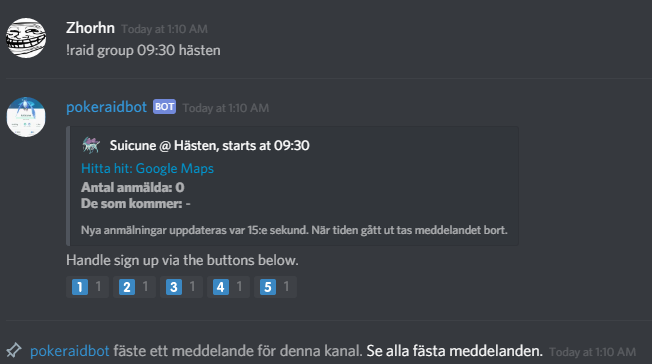 Zhorhn Today at 1:10 AM
!raid group 09:30 hästen
pokeraidbot BOT Today at 1:10 AM
Suicune @ Hästen, starts at 09:30
Hitta hit: Google Maps
Antal anmälda: 0
De som kommer: -
Nya anmälningar uppdateras var 15:e sekund. När tiden gått ut tas meddelandet bort.
Handle sign up via the buttons below.
1 1 2 1 3 1 4 1 5 1
pokeraidbot fäste ett meddelande för denna kanal. Se alla fästa meddelanden. Today at 1:10 AM